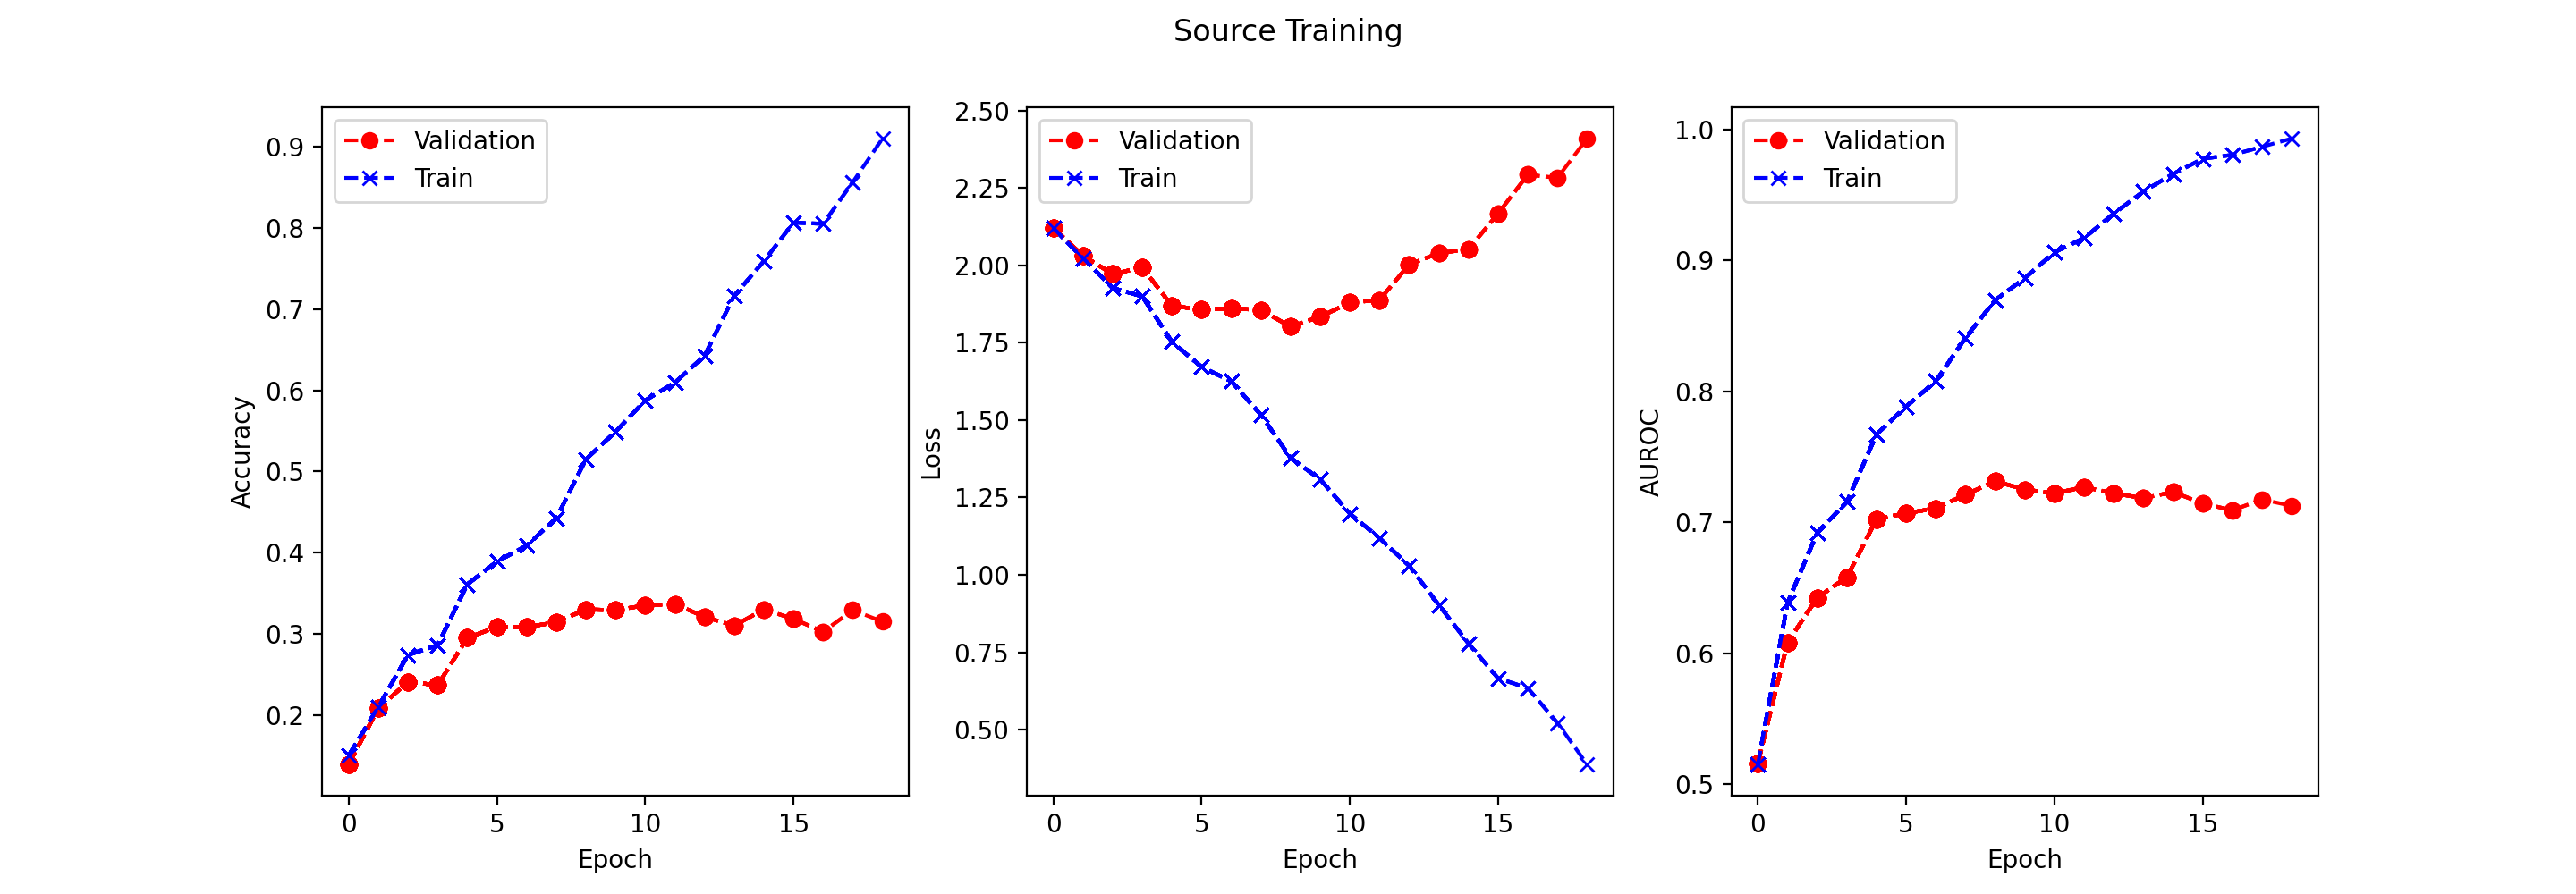 Source Training
Validation
Train
0.9
0.8
0.7
0.6
0.5
0.4
0.3
0.2
Accuracy
0 5 10 15
Epoch
Validation
Train
2.50
2.25
2.00
1.75
1.50
1.25
1.00
0.75
0.50
Loss
0 5 10 15
Epoch
Validation
Train
1.0
0.9
0.8
0.7
0.6
0.5
AUROC
0 5 10 15
Epoch